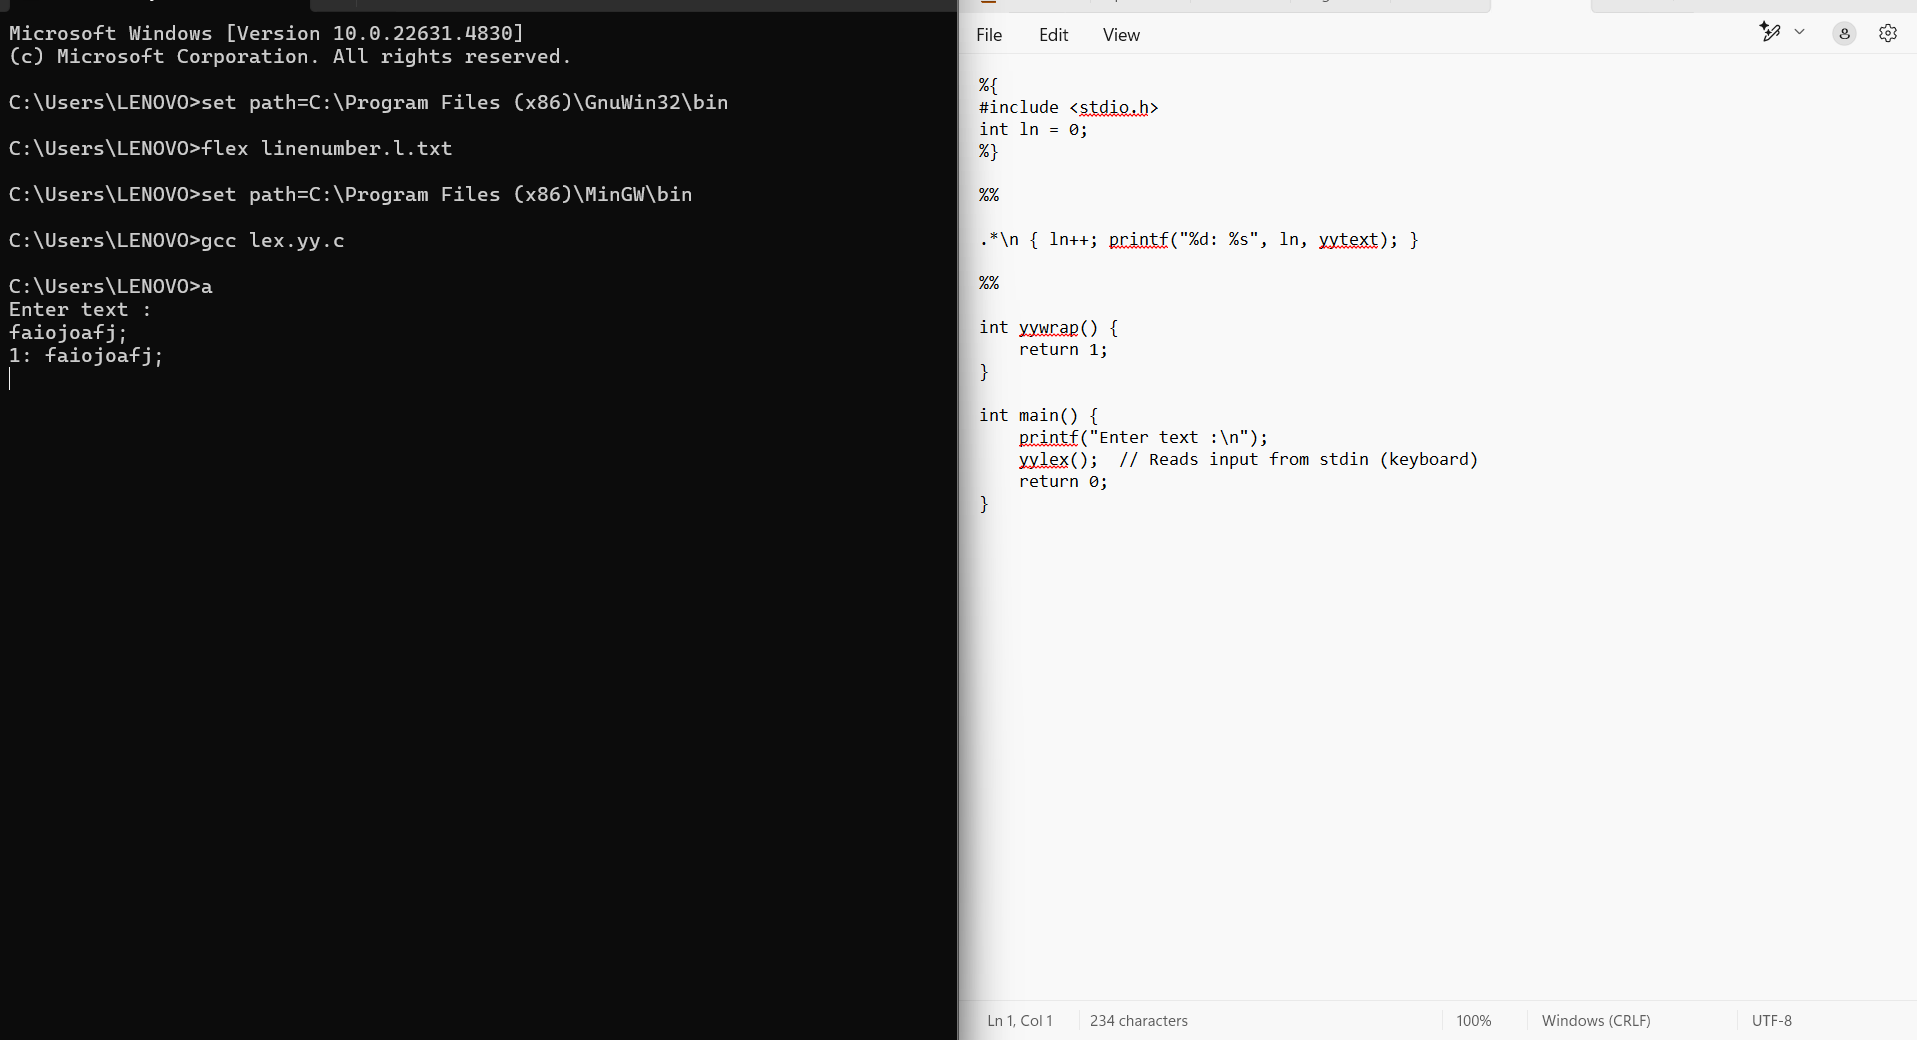 Microsoft Windows [Version 10.0.22631.4830]
(c) Microsoft Corporation. All rights reserved.
C:\Users\LENOVO>set path=C:\Program Files (x86)\GnuWin32\bin
C:\Users\LENOVO>flex linenumber.l.txt
C:\Users\LENOVO>set path=C:\Program Files (x86)\MinGW\bin
C:\Users\LENOVO>gcc lex.yy.c
C:\Users\LENOVO>a
Enter text :
faiojoafj;
1: faiojoafj;
File Edit View
%{
#include <stdio.h>
int ln = 0;
%}
%%
.*\n { ln++; printf("%d: %s", ln, yytext); }
%%
int yywrap() {
    return 1;
}
int main() {
    printf("Enter text :\n");
    yylex();  // Reads input from stdin (keyboard)
    return 0;
}
Ln 1, Col 1 234 characters 100% Windows (CRLF) UTF-8